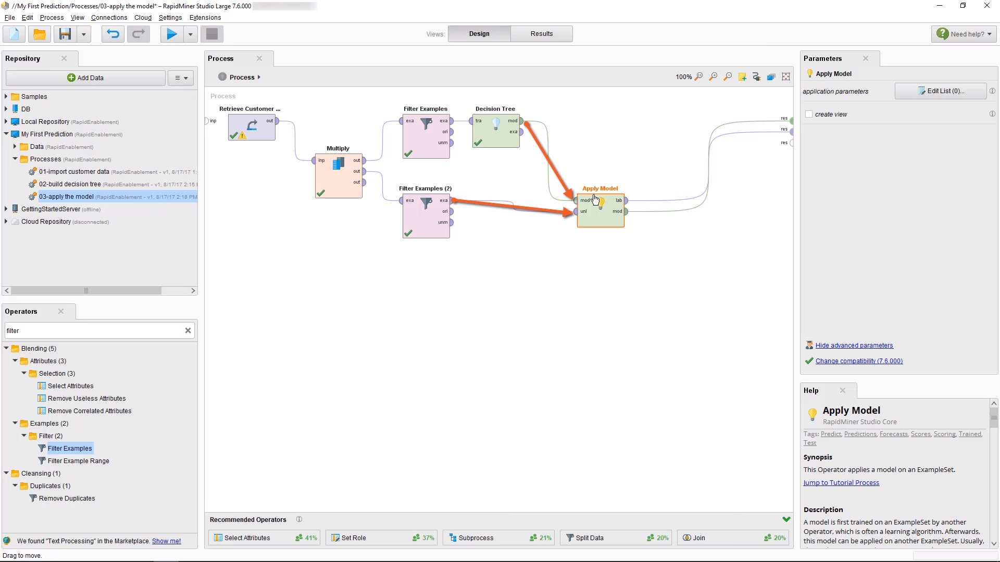 //My First Prediction/Processes/03-apply the model* – RapidMiner Studio Large 7.6.000
File Edit Process View Connections Cloud Settings Extensions
Views: Design Results
Need help?
Repository
Add Data
Samples
DB
Local Repository (RapidEnablement)
My First Prediction (RapidEnablement)
Data (RapidEnablement)
Processes (RapidEnablement)
01-import customer data (RapidEnablement - v1, 8/17/17 1:
02-build decision tree (RapidEnablement - v1, 8/17/17 2:15
03-apply the model (RapidEnablement - v1, 8/17/17 2:18 PM
GettingStartedServer (offline)
Cloud Repository (disconnected)
Operators
filter
Blending (5)
Attributes (3)
Selection (3)
Select Attributes
Remove Useless Attributes
Remove Correlated Attributes
Examples (2)
Filter (2)
Filter Examples
Filter Example Range
Cleansing (1)
Duplicates (1)
Remove Duplicates
We found "Text Processing" in the Marketplace. Show me!
Drag to move.
Process
Process
100%
Process
inp
Retrieve Customer ...
out
Multiply
inp out
out
out
Filter Examples
exa exa
ori
unm
Decision Tree
tra mod
exa
Filter Examples (2)
exa exa
ori
unm
Apply Model
mod lab
unl mod
res
res
res
Recommended Operators
Select Attributes 41%
Set Role 37%
Subprocess 21%
Split Data 20%
Join 20%
Parameters
Apply Model
application parameters Edit List (0)...
create view
Hide advanced parameters
Change compatibility (7.6.000)
Help
Apply Model
RapidMiner Studio Core
Tags: Predict, Predictions, Forecasts, Scores, Scoring, Trained,
Test
Synopsis
This Operator applies a model on an ExampleSet.
Jump to Tutorial Process
Description
A model is first trained on an ExampleSet by another
Operator, which is often a learning algorithm. Afterwards,
this model can be applied on another ExampleSet. Usually,